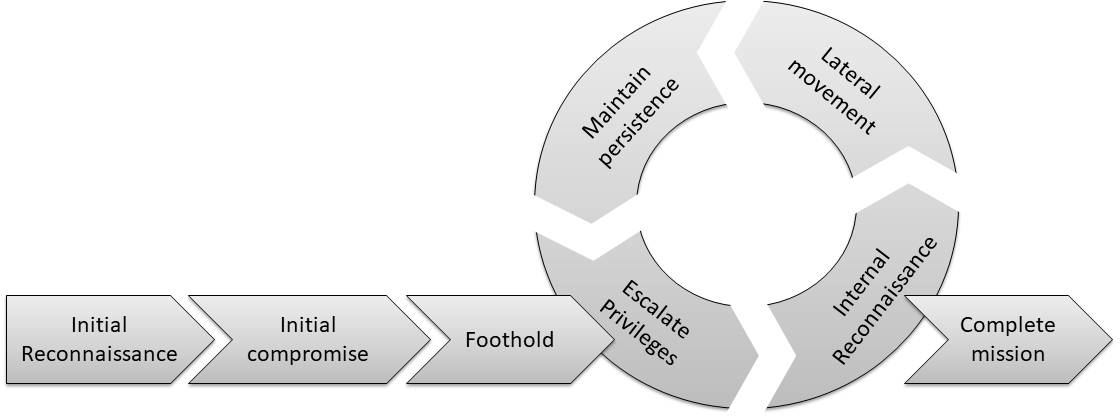 Initial
Reconnaissance
Initial
compromise
Foothold
Escalate
Privileges
Internal
Reconnaissance
Lateral
movement
Maintain
persistence
Complete
mission